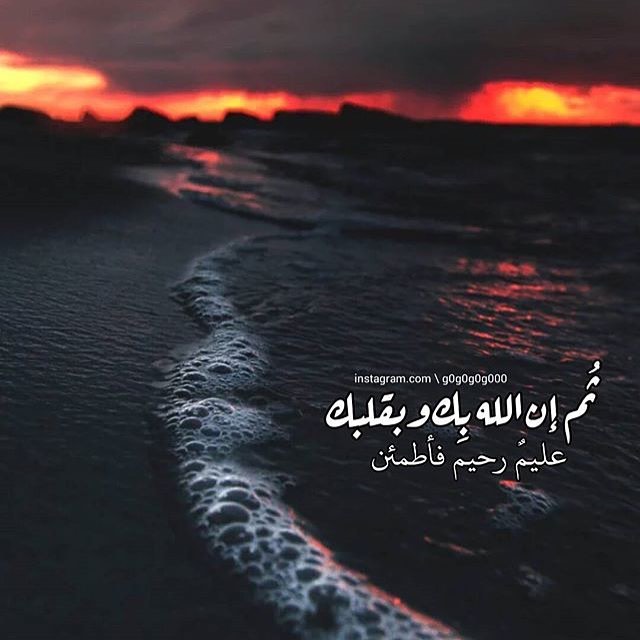 instagram.com \ g0g0g0g000
ثُم إن الله بِك و بقلبك
عليمٌ رحيم فأطمئن